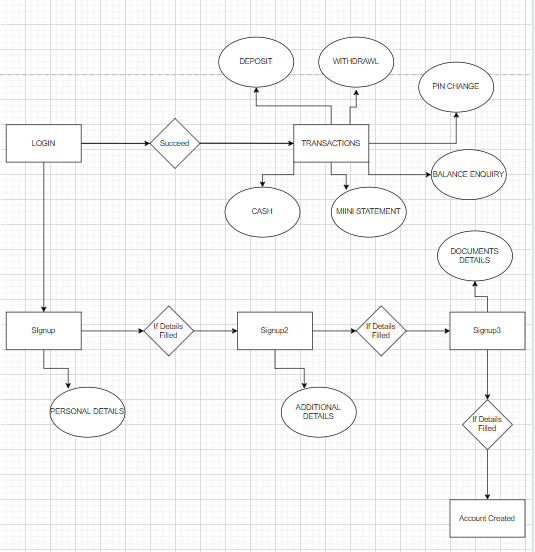 DEPOSIT
WITHDRAWL
PIN CHANGE
LOGIN
Succeed
TRANSACTIONS
BALANCE ENQUIRY
CASH
MIINI STATEMENT
DOCUMENTS
DETAILS
SIgnup
If Details
Filled
Signup2
If Details
Filled
Signup3
PERSONAL DETAILS
ADDITIONAL
DETAILS
If Details
Filled
Account Created